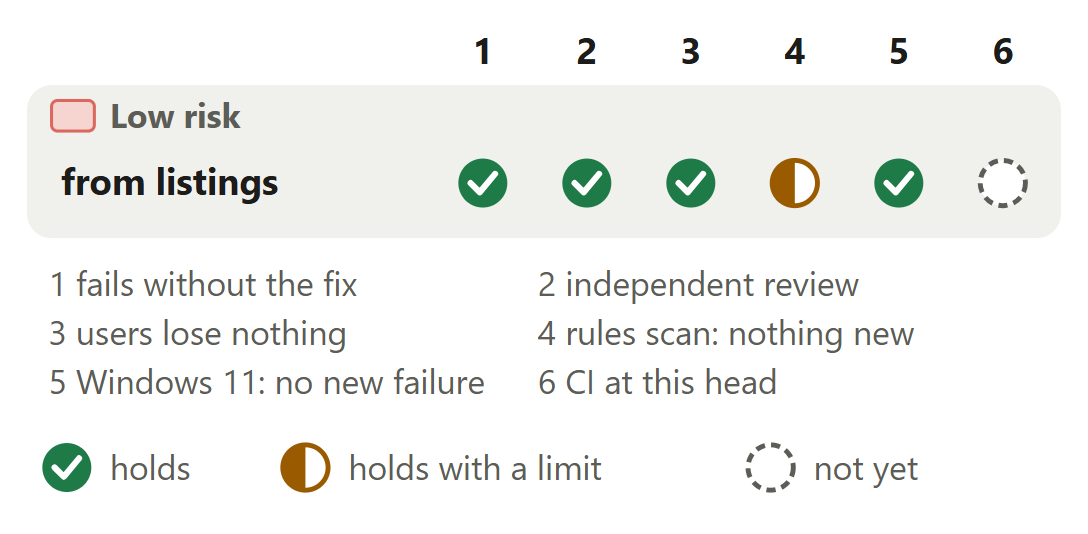 1 2 3 4 5 6
Low risk
from listings
1 fails without the fix 2 independent review
3 users lose nothing 4 rules scan: nothing new
5 Windows 11: no new failure 6 CI at this head
holds holds with a limit not yet